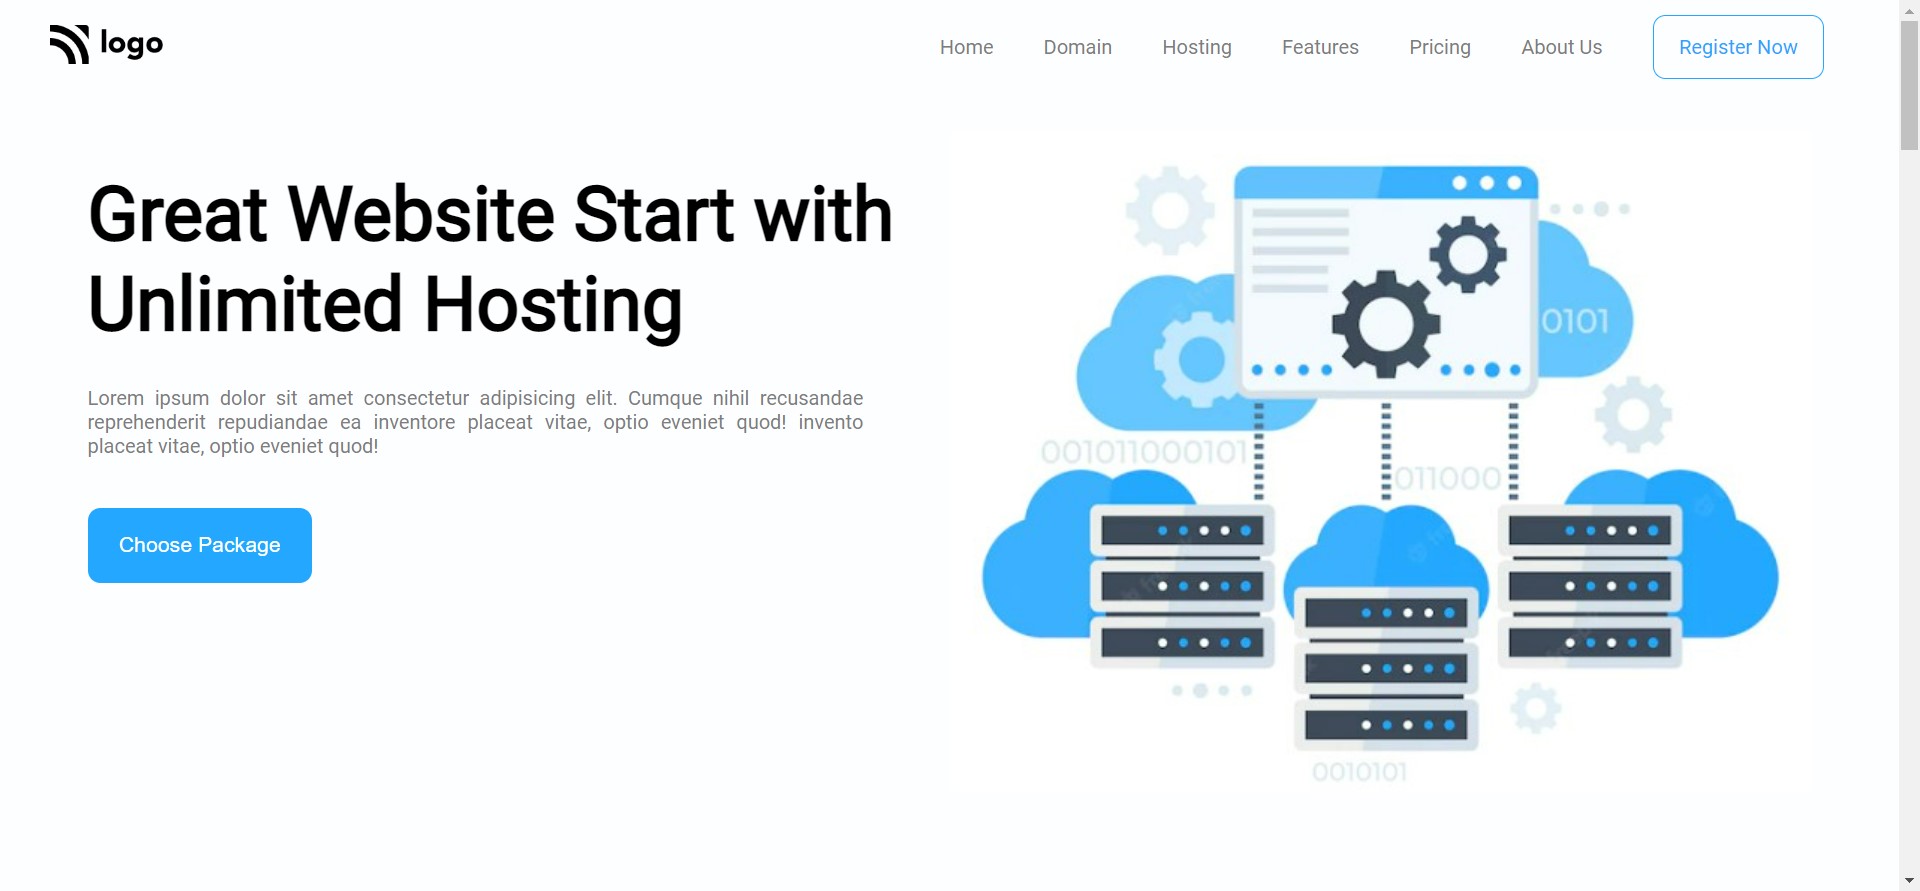 logo
Home Domain Hosting Features Pricing About Us Register Now
Great Website Start with
Unlimited Hosting
Lorem ipsum dolor sit amet consectetur adipisicing elit. Cumque nihil recusandae
reprehenderit repudiandae ea inventore placeat vitae, optio eveniet quod! invento
placeat vitae, optio eveniet quod!
Choose Package
0101
001011000101
011000
0010101